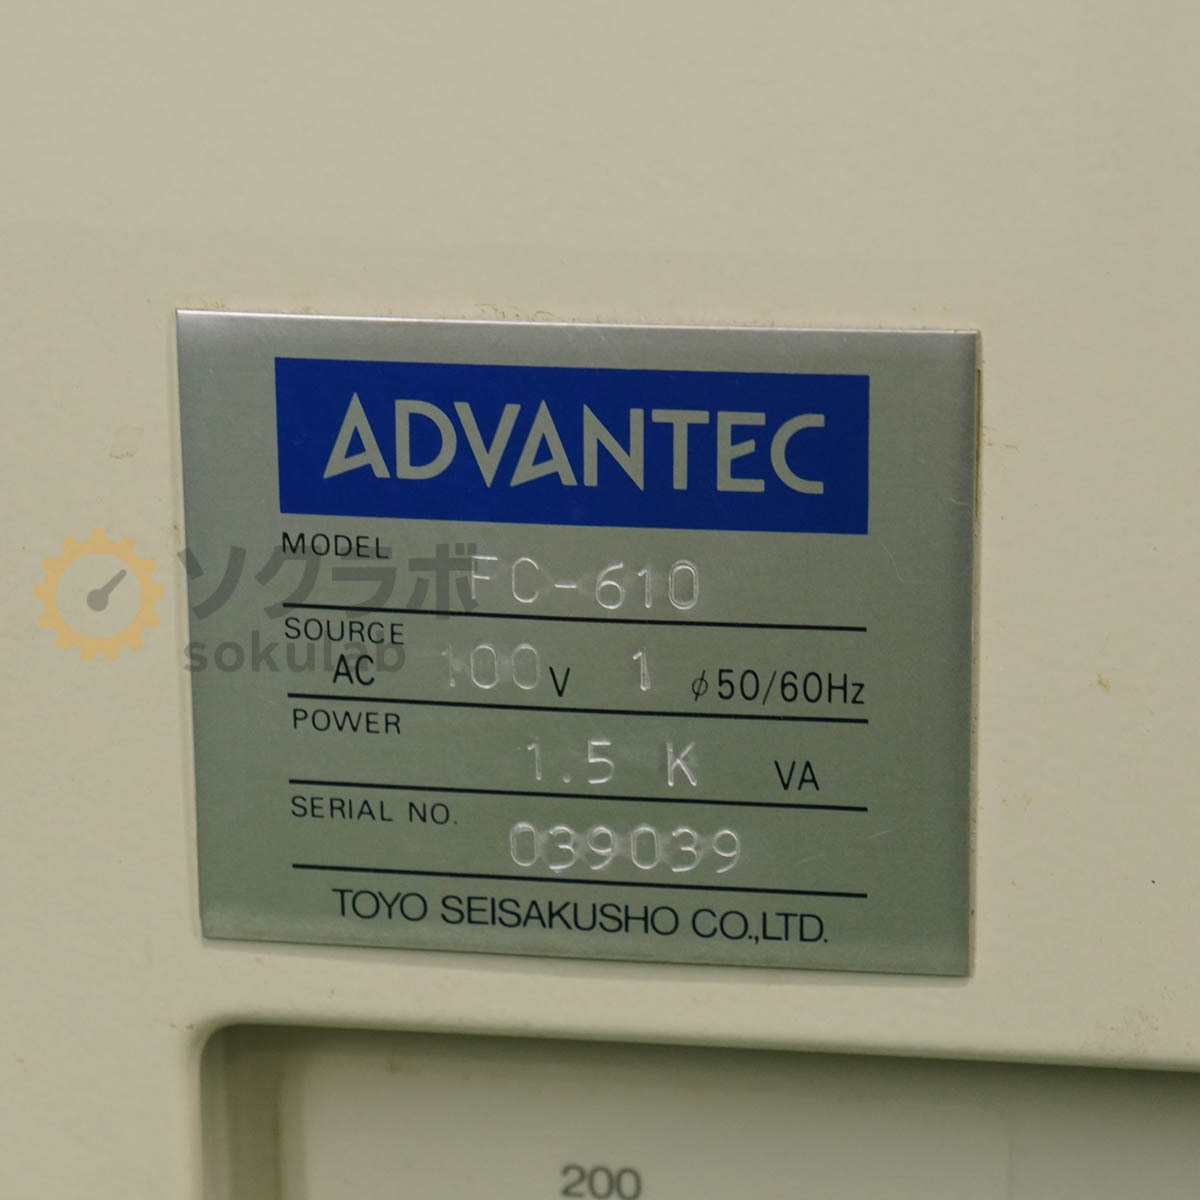 ADVANTEC
MODEL FC-610
SOURCE
AC 100V 1 φ50/60Hz
POWER
1.5 K VA
SERIAL NO. 039039
TOYO SEISAKUSHO CO.,LTD.
ソクラボ
sokulab
200